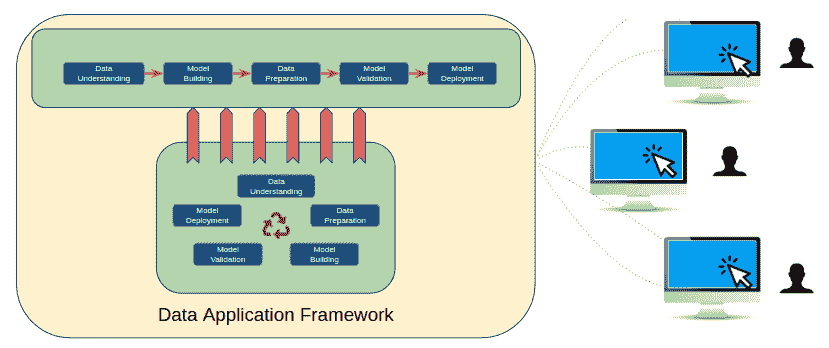 Data
Understanding
Model
Building
Data
Preparation
Model
Validation
Model
Deployment
Data
Understanding
Model
Deployment
Data
Preparation
Model
Validation
Model
Building
Data Application Framework